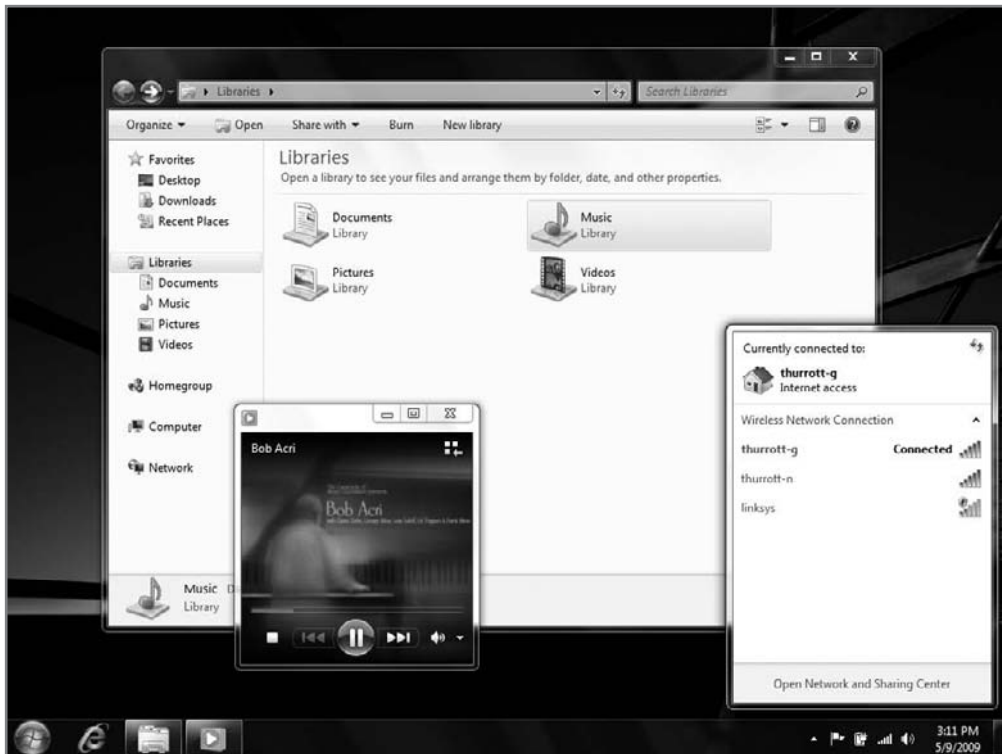 Libraries
Search Libraries
Organize
Open
Share with
Burn
New library
Favorites
Desktop
Downloads
Recent Places
Libraries
Documents
Music
Pictures
Videos
Homegroup
Computer
Network
Libraries
Open a library to see your files and arrange them by folder, date, and other properties.
Documents
Library
Music
Library
Pictures
Library
Videos
Library
Music
Library
Bob Acri
Bob Acri
Currently connected to:
thurrott-g
Internet access
Wireless Network Connection
thurrott-g Connected
thurrott-n
linksys
Open Network and Sharing Center
3:11 PM
5/9/2009